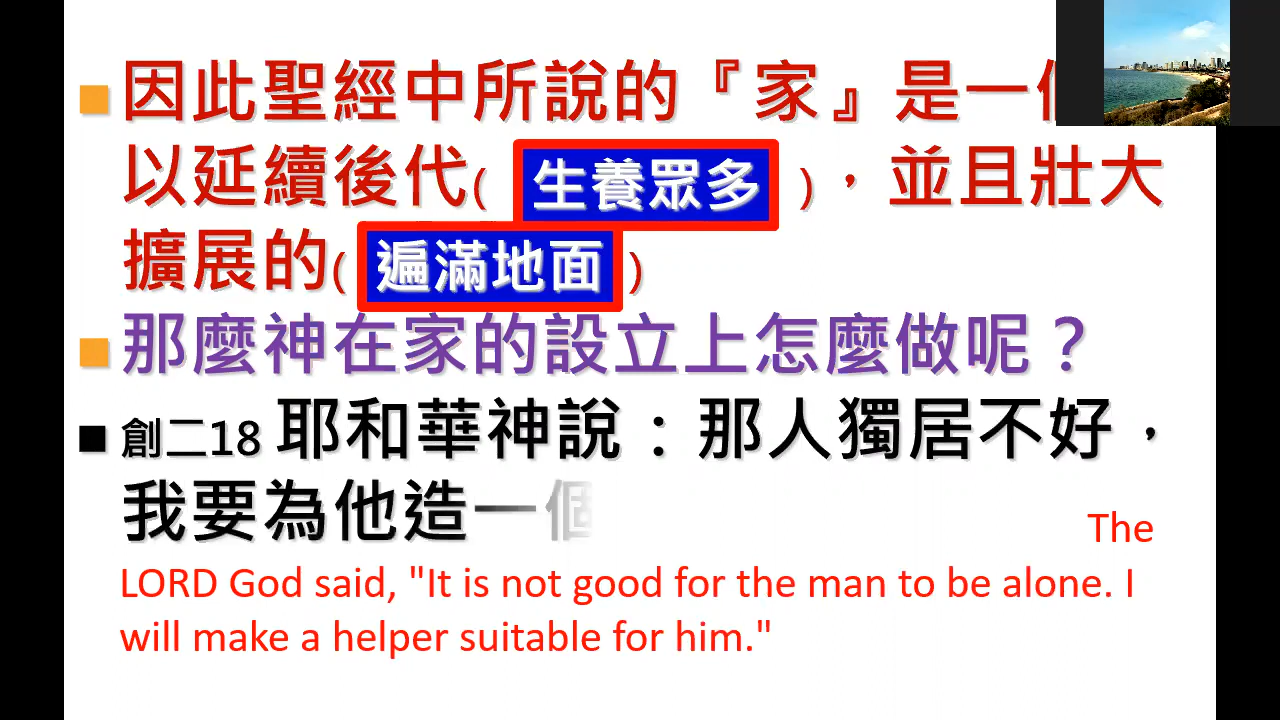 因此聖經中所說的『家』是一
以延續後代( 生養眾多 )，並且壯大
擴展的( 遍滿地面 )
那麼神在家的設立上怎麼做呢？
創二18 耶和華神說：那人獨居不好，
我要為他造一個
The
LORD God said, "It is not good for the man to be alone. I
will make a helper suitable for him."